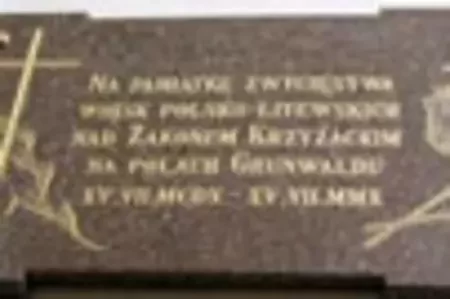 NA PAMIĄTKĘ ZWYCIĘSTWA
WOJSK POLSKO-LITEWSKICH
NAD ZAKONEM KRZYŻACKIM
NA POLACH GRUNWALDU
XV.VII.MCDX - XV.VII.MMX